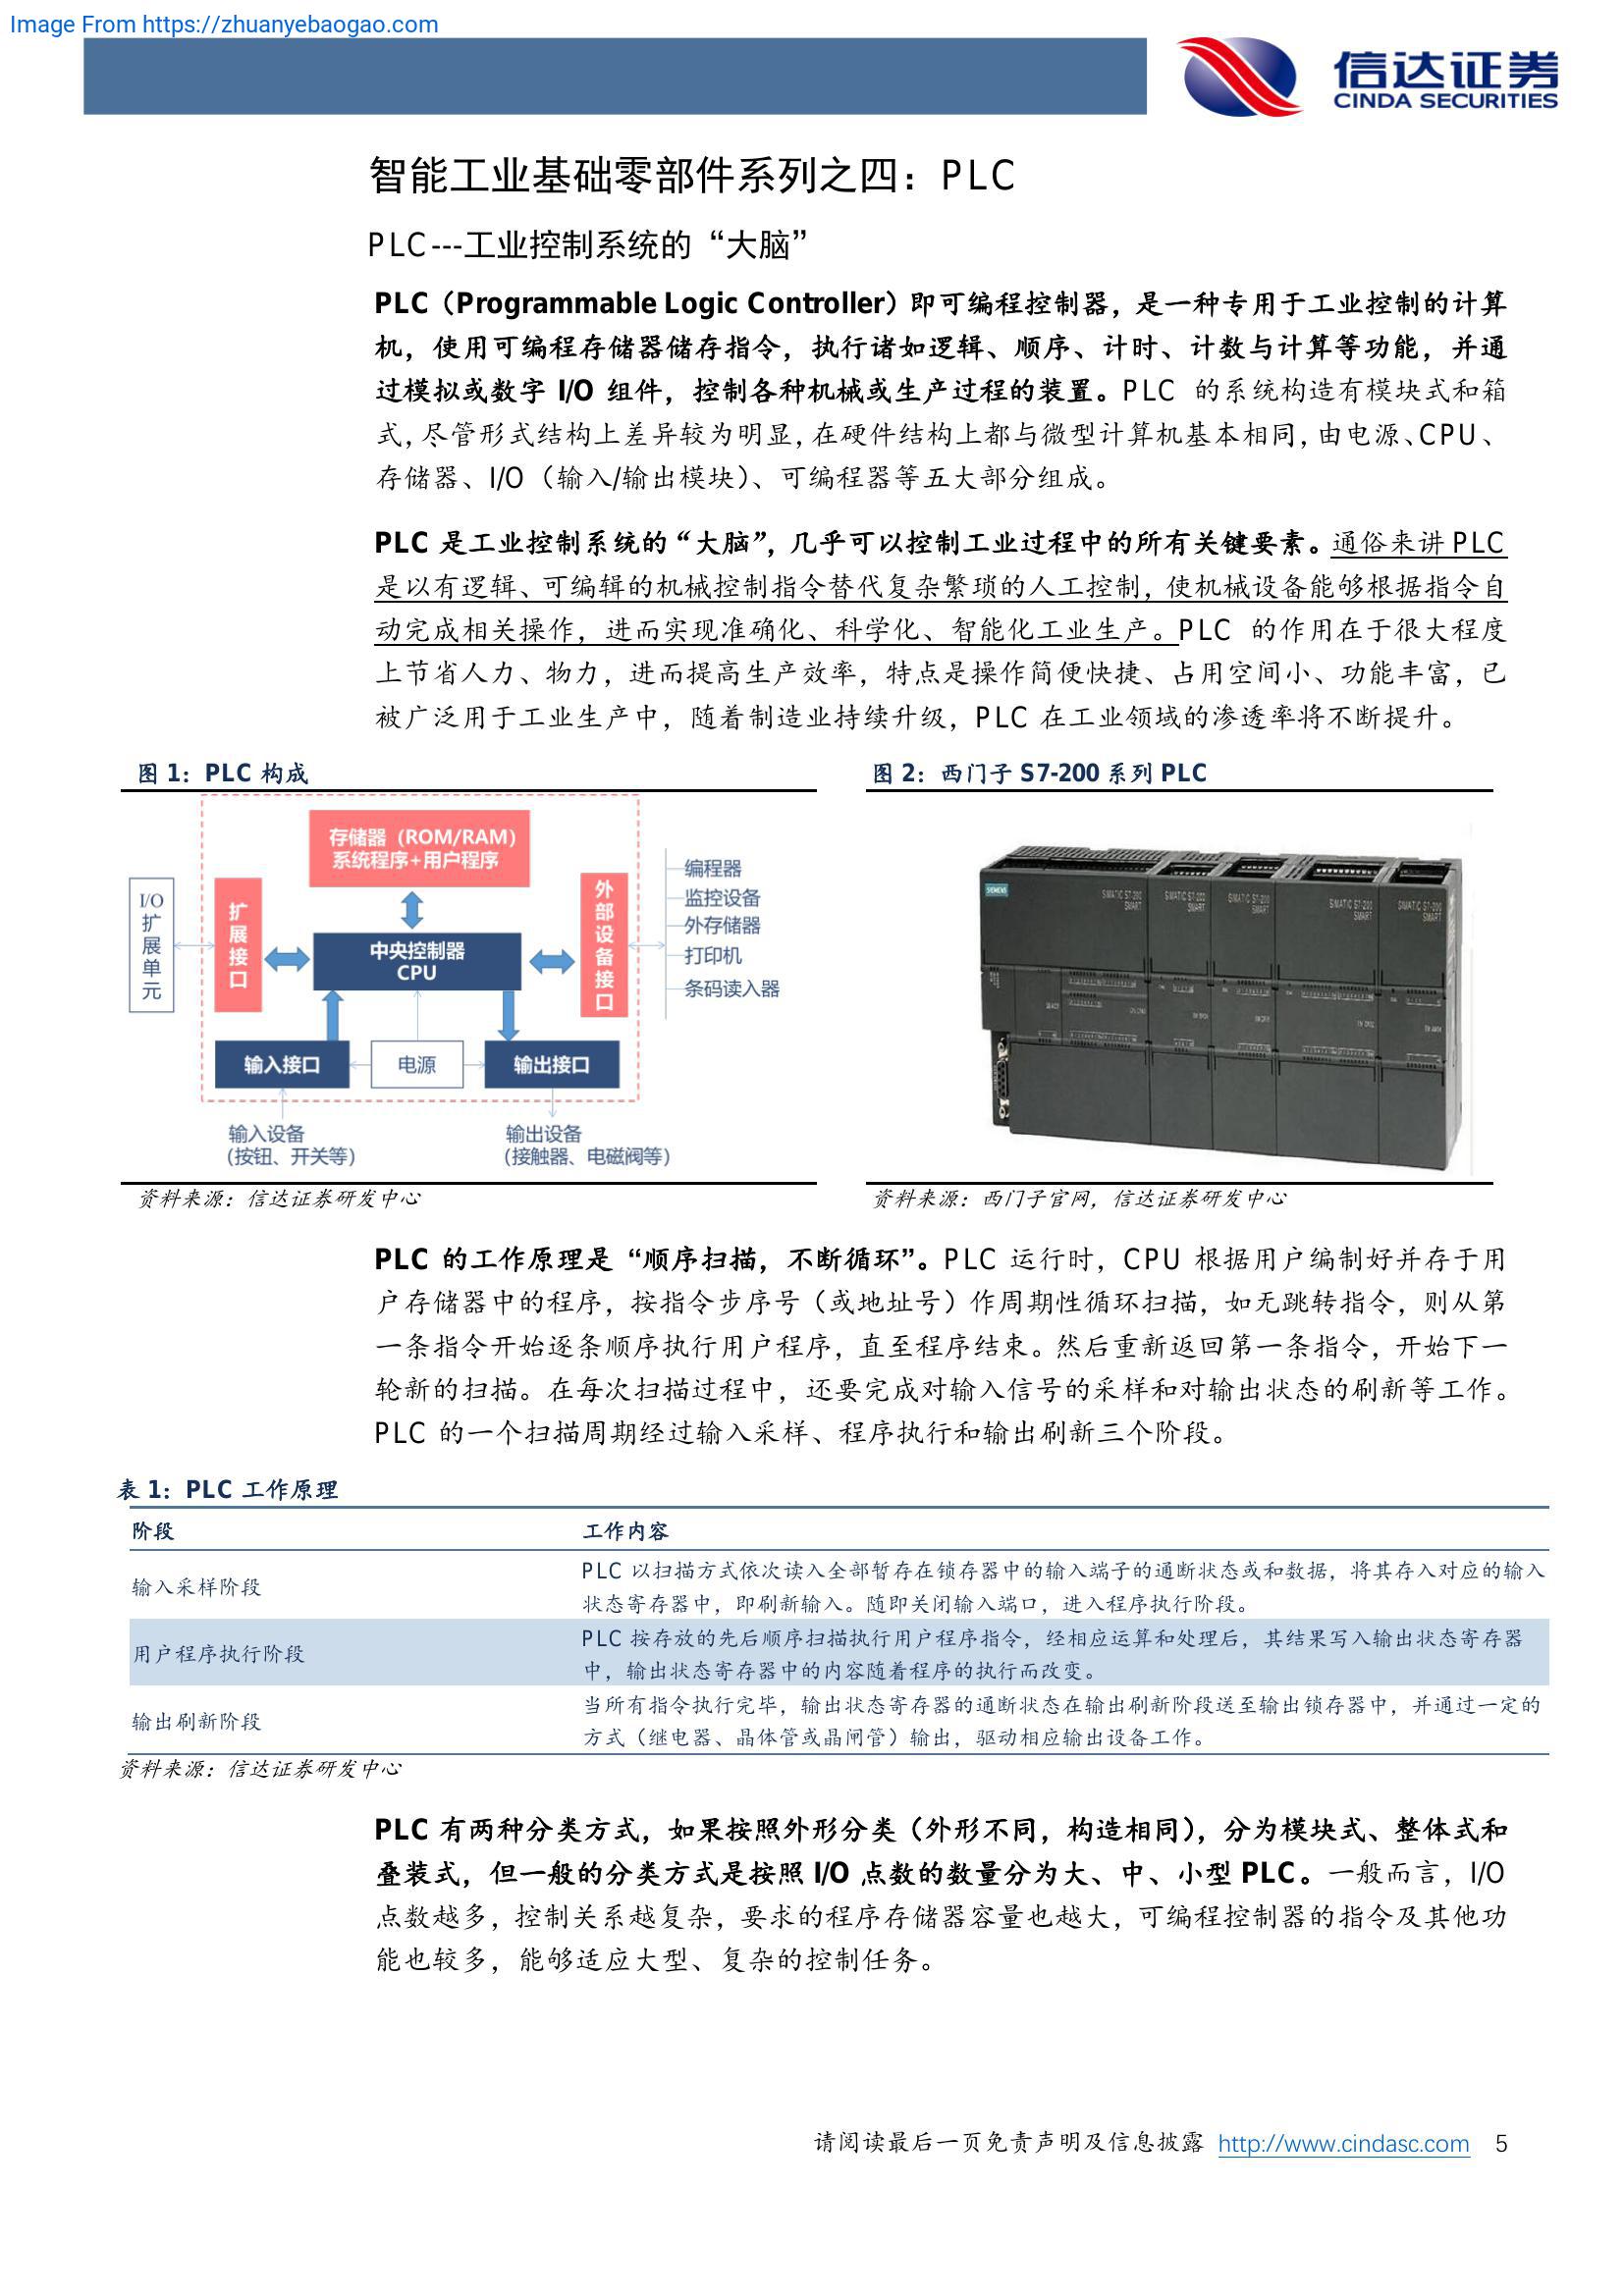 Image From https://zhuanyebaogao.com
信达证券
CINDA SECURITIES
智能工业基础零部件系列之四：PLC
PLC---工业控制系统的“大脑”
PLC（Programmable Logic Controller）即可编程控制器，是一种专用于工业控制的计算
机，使用可编程存储器储存指令，执行诸如逻辑、顺序、计时、计数与计算等功能，并通
过模拟或数字 I/O 组件，控制各种机械或生产过程的装置。PLC 的系统构造有模块式和箱
式，尽管形式结构上差异较为明显，在硬件结构上都与微型计算机基本相同，由电源、CPU、
存储器、I/O（输入/输出模块）、可编程器等五大部分组成。
PLC 是工业控制系统的“大脑”，几乎可以控制工业过程中的所有关键要素。通俗来讲 PLC
是以有逻辑、可编辑的机械控制指令替代复杂繁琐的人工控制，使机械设备能够根据指令自
动完成相关操作，进而实现准确化、科学化、智能化工业生产。PLC 的作用在于很大程度
上节省人力、物力，进而提高生产效率，特点是操作简便快捷、占用空间小、功能丰富，已
被广泛用于工业生产中，随着制造业持续升级，PLC 在工业领域的渗透率将不断提升。
图 1：PLC 构成
存储器（ROM/RAM）
系统程序+用户程序
I/O扩展单元
扩展接口
中央控制器
CPU
外部设备接口
编程器
监控设备
外存储器
打印机
条码读入器
输入接口
电源
输出接口
输入设备
（按钮、开关等）
输出设备
（接触器、电磁阀等）
资料来源：信达证券研发中心
图 2：西门子 S7-200 系列 PLC
SIEMENS
SIMATIC S7-200
SMART
SIMATIC S7-200
SMART
SIMATIC S7-200
SMART
SIMATIC S7-200
SMART
SIMATIC S7-200
SMART
资料来源：西门子官网，信达证券研发中心
PLC 的工作原理是“顺序扫描，不断循环”。PLC 运行时，CPU 根据用户编制好并存于用
户存储器中的程序，按指令步序号（或地址号）作周期性循环扫描，如无跳转指令，则从第
一条指令开始逐条顺序执行用户程序，直至程序结束。然后重新返回第一条指令，开始下一
轮新的扫描。在每次扫描过程中，还要完成对输入信号的采样和对输出状态的刷新等工作。
PLC 的一个扫描周期经过输入采样、程序执行和输出刷新三个阶段。
表 1：PLC 工作原理
阶段 工作内容
输入采样阶段
PLC 以扫描方式依次读入全部暂存在锁存器中的输入端子的通断状态或和数据，将其存入对应的输入
状态寄存器中，即刷新输入。随即关闭输入端口，进入程序执行阶段。
用户程序执行阶段
PLC 按存放的先后顺序扫描执行用户程序指令，经相应运算和处理后，其结果写入输出状态寄存器
中，输出状态寄存器中的内容随着程序的执行而改变。
输出刷新阶段
当所有指令执行完毕，输出状态寄存器的通断状态在输出刷新阶段送至输出锁存器中，并通过一定的
方式（继电器、晶体管或晶闸管）输出，驱动相应输出设备工作。
资料来源：信达证券研发中心
PLC 有两种分类方式，如果按照外形分类（外形不同，构造相同），分为模块式、整体式和
叠装式，但一般的分类方式是按照 I/O 点数的数量分为大、中、小型 PLC。一般而言，I/O
点数越多，控制关系越复杂，要求的程序存储器容量也越大，可编程控制器的指令及其他功
能也较多，能够适应大型、复杂的控制任务。
请阅读最后一页免责声明及信息披露 http://www.cindasc.com 5